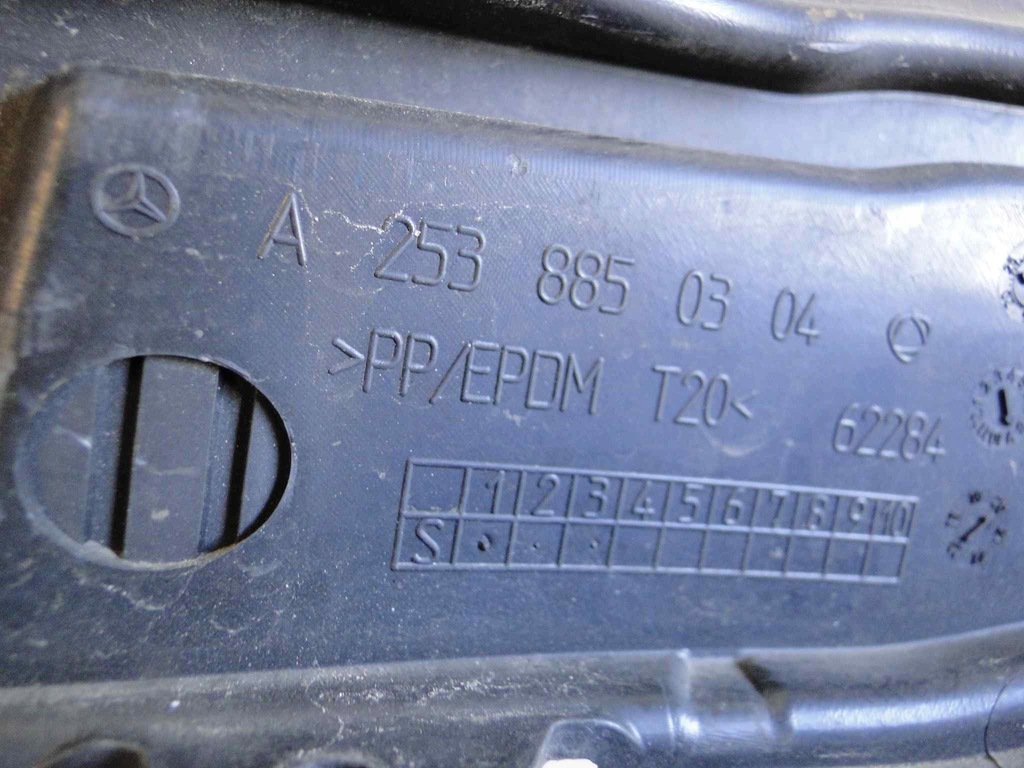 A 253 885 03 04
>PP/EPDM T20<
62284
1 2 3 4 5 6 7 8 9 10
S